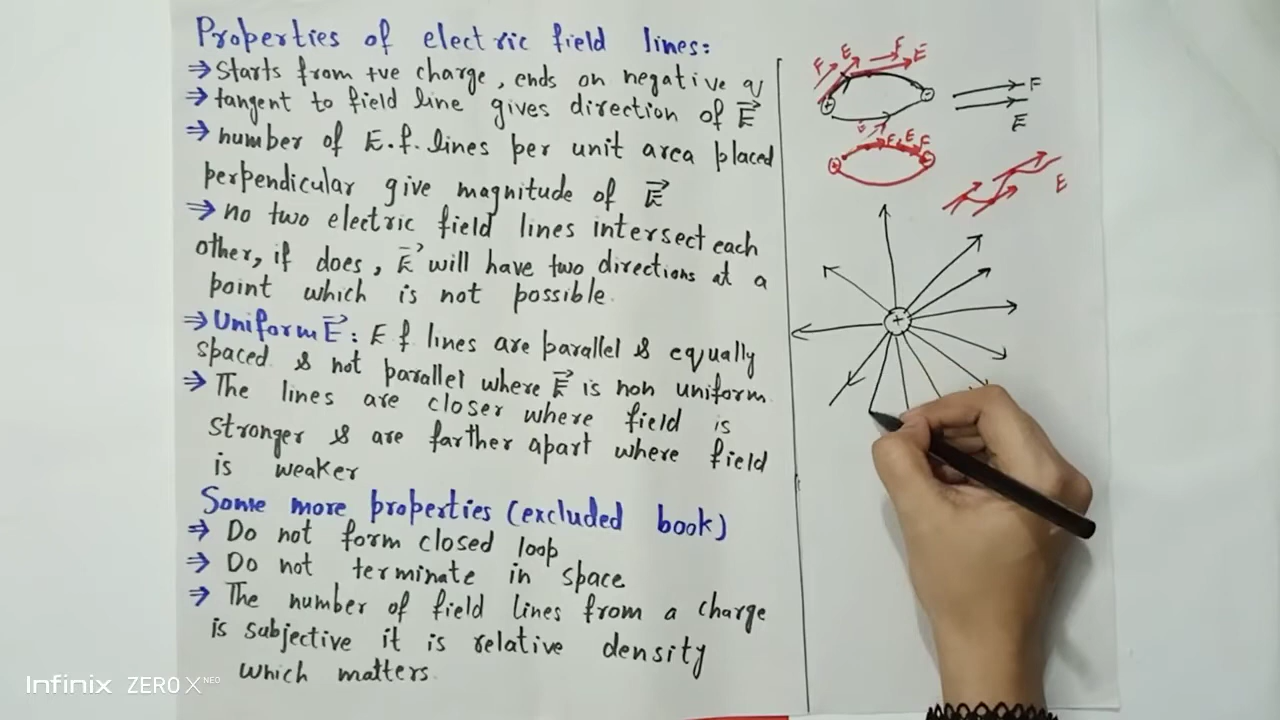 Properties of electric field lines:
⇒ Starts from +ve charge, ends on negative q
⇒ tangent to field line gives direction of E⃗
⇒ number of E.f. lines per unit area placed
perpendicular give magnitude of E⃗
⇒ no two electric field lines intersect each
other, if does, E⃗ will have two directions at a
point which is not possible.
⇒ Uniform E⃗: E f lines are parallel & equally
spaced & not parallel where E⃗ is non uniform.
⇒ The lines are closer where field is
stronger & are farther apart where field
is weaker
Some more properties (excluded book)
⇒ Do not form closed loop
⇒ Do not terminate in space
⇒ The number of field lines from a charge
is subjective it is relative density
which matters.
F E F E
+ -
F
E
E E F
+
E
+
Infinix ZERO X NEO